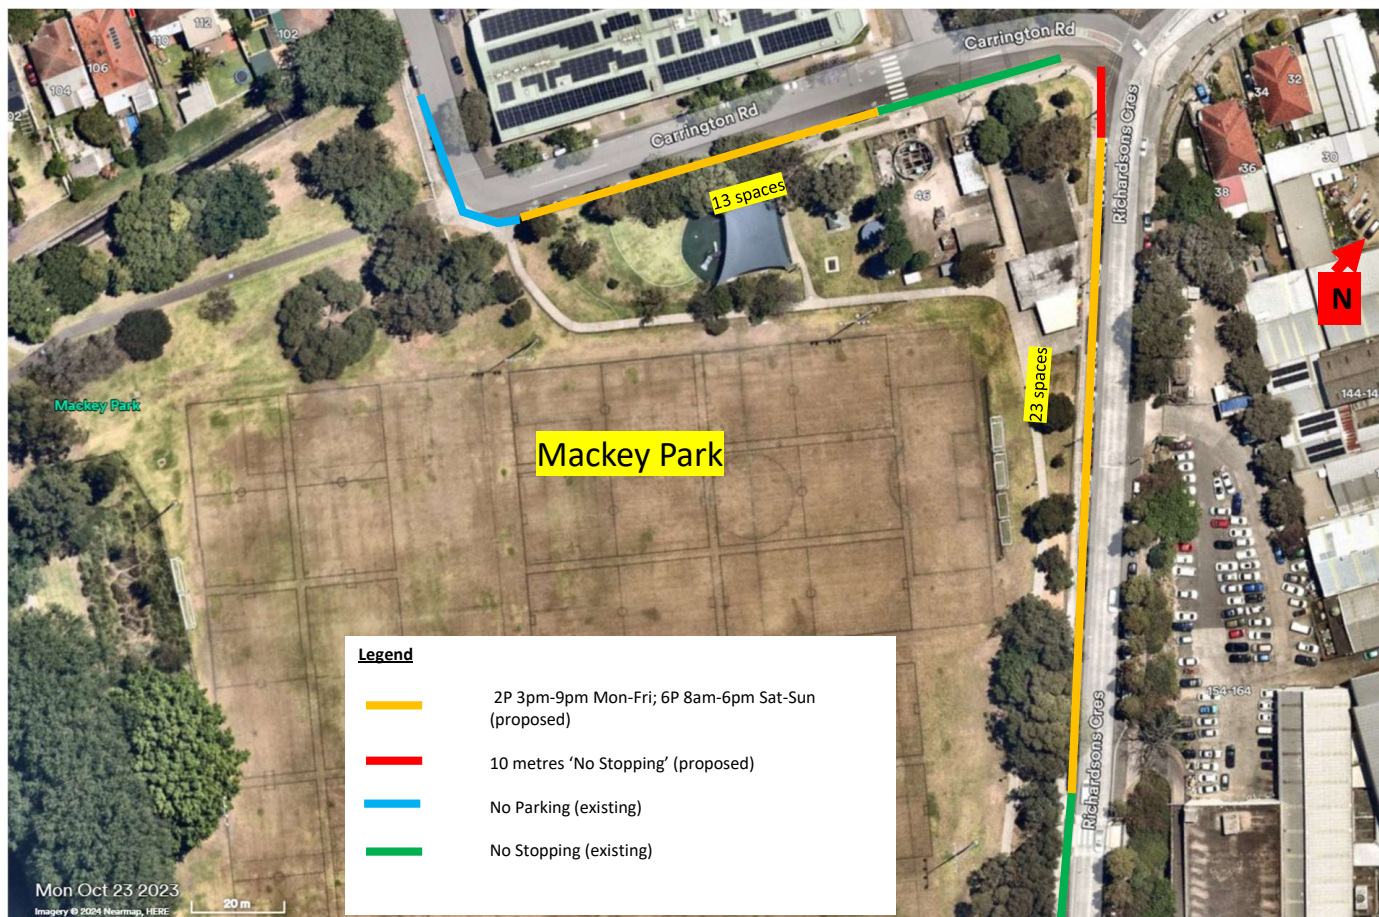 112
110
102
106
104
92
Carrington Rd
Carrington Rd
32
34
36
38
30
13 spaces
46
Richardsons Cres
N
23 spaces
Mackey Park
144-14
Mackey Park
Legend
2P 3pm-9pm Mon-Fri; 6P 8am-6pm Sat-Sun
(proposed)
10 metres ‘No Stopping’ (proposed)
No Parking (existing)
No Stopping (existing)
154-164
Richardsons Cres
Mon Oct 23 2023
Imagery © 2024 Nearmap, HERE
20 m